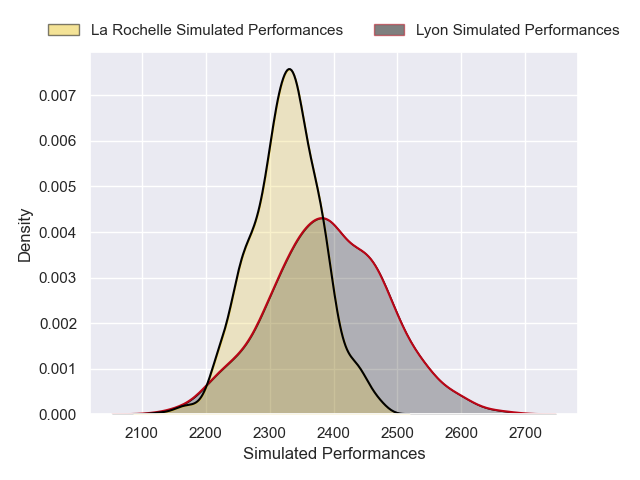 La Rochelle Simulated Performances Lyon Simulated Performances
0.007
0.006
0.005
0.004
0.003
0.002
0.001
0.000
Density
2100 2200 2300 2400 2500 2600 2700
Simulated Performances